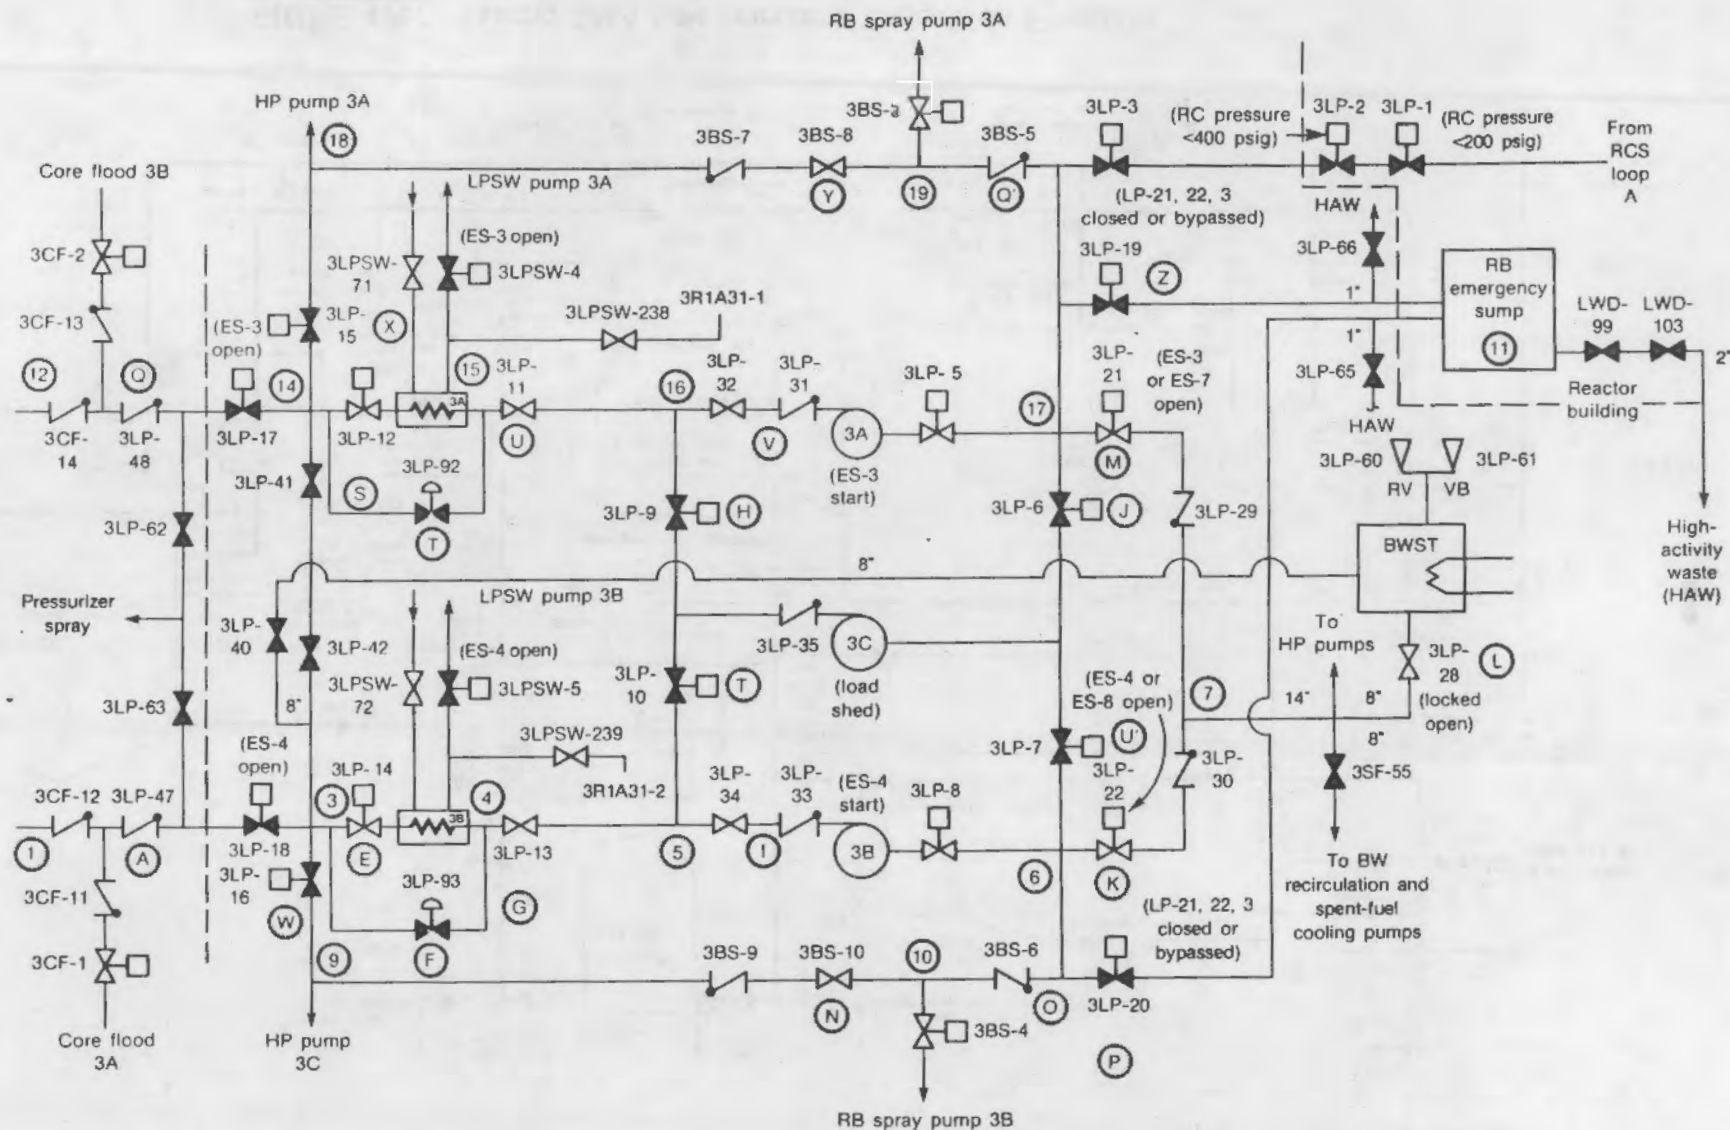 RB spray pump 3A
HP pump 3A
18
3BS-7
3BS-8
Y
3BS-3
19
3BS-5
Q'
3LP-3
(LP-21, 22, 3
closed or bypassed)
(RC pressure
<400 psig)
3LP-2
3LP-1
(RC pressure
<200 psig)
From
RCS
loop
A
Core flood 3B
3CF-2
3CF-13
12
3CF-
14
Q
3LP-
48
LPSW pump 3A
(ES-3 open)
3LPSW-
71
3LPSW-4
3LPSW-238
3R1A31-1
(ES-3
open)
3LP-
15
X
14
3LP-17
3LP-12
15
3A
3LP-
11
U
16
3LP-
32
3LP-
31
V
3A
(ES-3
start)
3LP- 5
17
3LP-19
Z
3LP-
21
(ES-3
or ES-7
open)
M
HAW
3LP-66
1"
1"
3LP-65
HAW
RB
emergency
sump
11
LWD-
99
LWD-
103
2"
Reactor
building
3LP-60
3LP-61
RV
VB
High-
activity
waste
(HAW)
3LP-41
S
3LP-92
T
3LP-9
H
3LP-6
J
3LP-29
3LP-62
8"
BWST
Pressurizer
spray
3LP-
40
3LP-42
8"
3LP-63
LPSW pump 3B
(ES-4 open)
3LPSW-
72
3LPSW-5
3LPSW-239
3R1A31-2
3LP-35
3C
(load
shed)
3LP-
10
T
(ES-4 or
ES-8 open)
U'
7
3LP-7
3LP-
22
K
3LP-
30
To
HP pumps
14"
8"
8"
3LP-
28
(locked
open)
L
3SF-55
To BW
recirculation and
spent-fuel
cooling pumps
(ES-4
open)
3CF-12
3LP-47
1
A
3LP-18
3
3LP-14
E
3B
4
3LP-13
5
3LP-
34
I
3LP-
33
(ES-4
start)
3B
3LP-8
6
3LP-
16
W
3LP-93
F
G
3CF-11
3CF-1
Core flood
3A
9
HP pump
3C
3BS-9
3BS-10
N
10
3BS-4
3BS-6
O
(LP-21, 22, 3
closed or
bypassed)
3LP-20
P
RB spray pump 3B